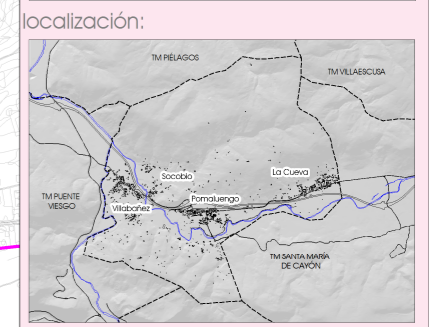 localización:
TM PIÉLAGOS
TM VILLAESCUSA
Socobio
La Cueva
TM PUENTE
VIESGO
Villabañez
Pomaluengo
TM SANTA MARÍA
DE CAYÓN